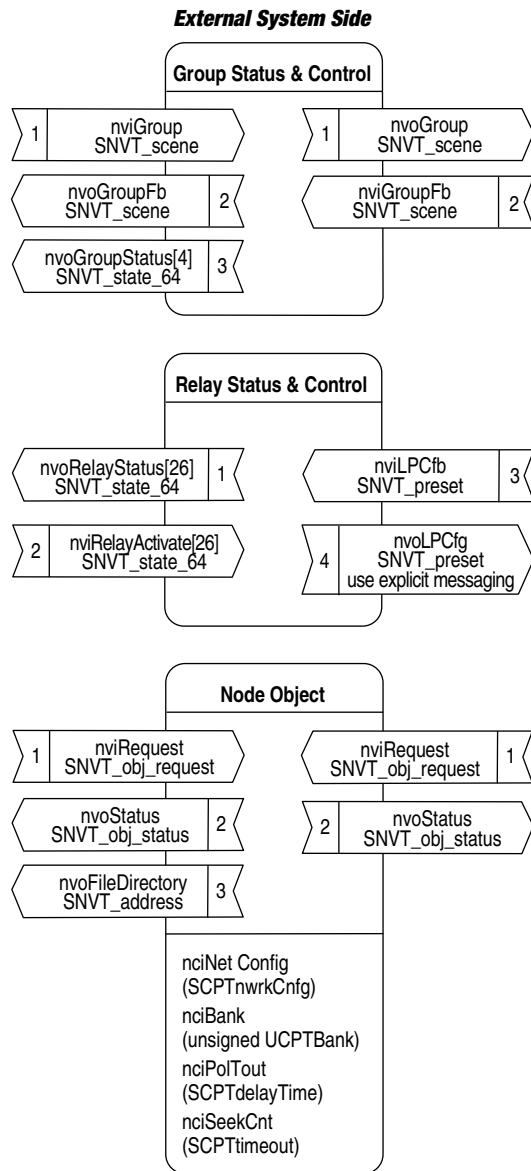 External System Side
Group Status & Control
1
nviGroup
SNVT_scene
1
nvoGroup
SNVT_scene
nvoGroupFb
SNVT_scene
2
nviGroupFb
SNVT_scene
2
nvoGroupStatus[4]
SNVT_state_64
3
Relay Status & Control
nvoRelayStatus[26]
SNVT_state_64
1
nviLPCfb
SNVT_preset
3
2
nviRelayActivate[26]
SNVT_state_64
4
nvoLPCfg
SNVT_preset
use explicit messaging
Node Object
1
nviRequest
SNVT_obj_request
nviRequest
SNVT_obj_request
1
nvoStatus
SNVT_obj_status
2
2
nvoStatus
SNVT_obj_status
nvoFileDirectory
SNVT_address
3
nciNet Config
(SCPTnwrkCnfg)
nciBank
(unsigned UCPTBank)
nciPolTout
(SCPTdelayTime)
nciSeekCnt
(SCPTtimeout)